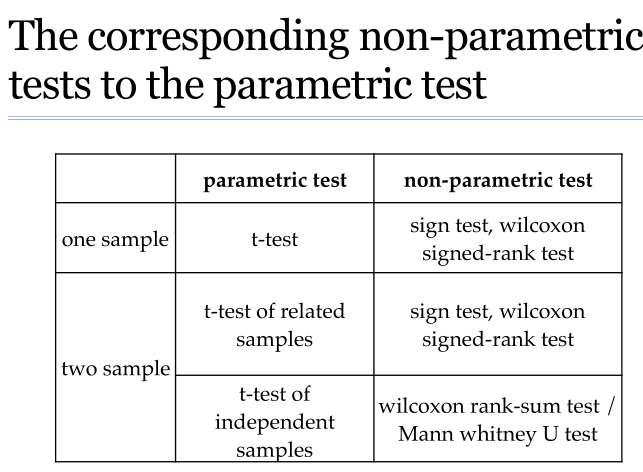 The corresponding non-parametric
tests to the parametric test
parametric test
non-parametric test
one sample
t-test
sign test, wilcoxon
signed-rank test
two sample
t-test of related
samples
sign test, wilcoxon
signed-rank test
t-test of
independent
samples
wilcoxon rank-sum test /
Mann whitney U test